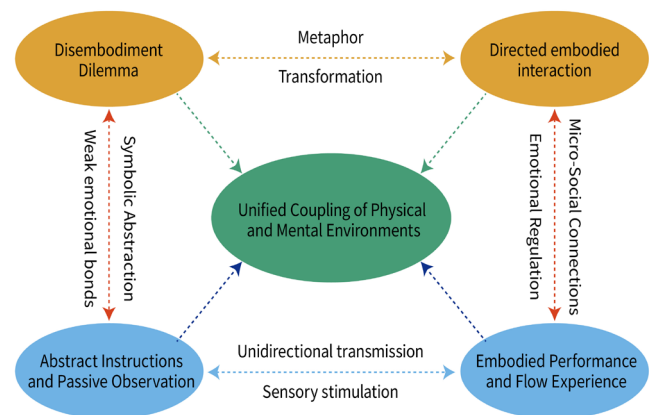 Disembodiment
Dilemma
Metaphor
Transformation
Directed embodied
interaction
Symbolic Abstraction
Weak emotional bonds
Unified Coupling of Physical
and Mental Environments
Micro-Social Connections
Emotional Regulation
Abstract Instructions
and Passive Observation
Unidirectional transmission
Sensory stimulation
Embodied Performance
and Flow Experience